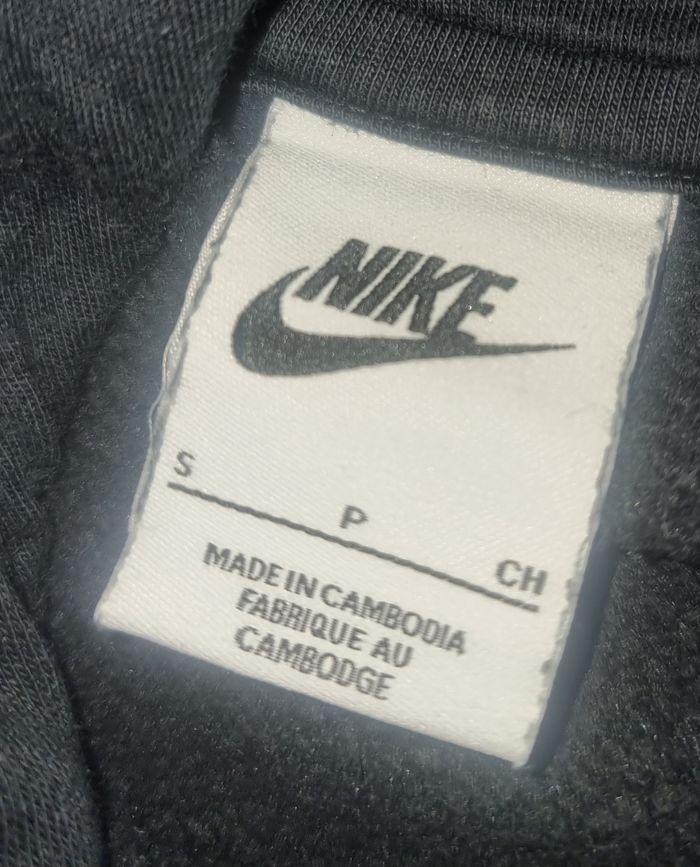 NIKE
S P CH
MADE IN CAMBODIA
FABRIQUE AU
CAMBODGE